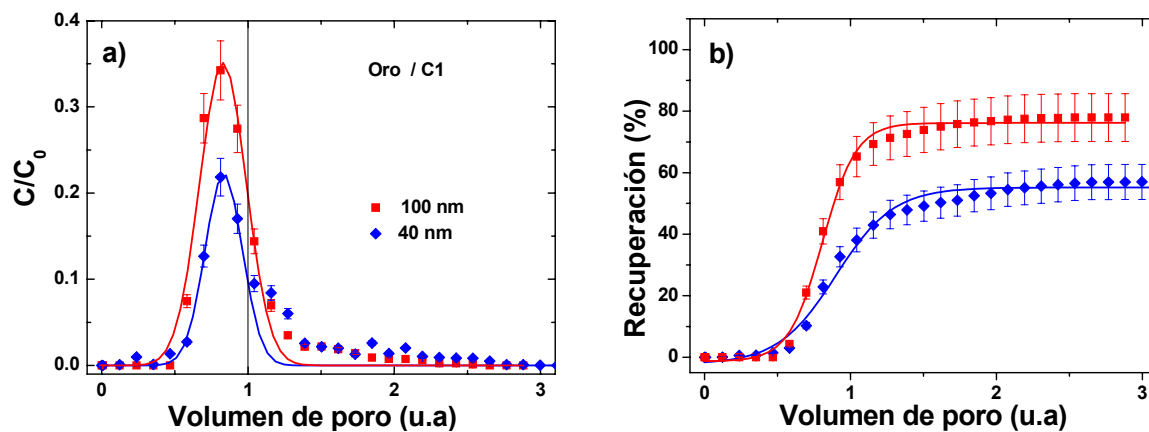 a)
Oro / C1
0.4
0.3
0.2
0.1
0.0
C/C0
100 nm
40 nm
0
1
2
3
Volumen de poro (u.a)
b)
100
80
60
40
20
0
Recuperación (%)
0
1
2
3
Volumen de poro (u.a)